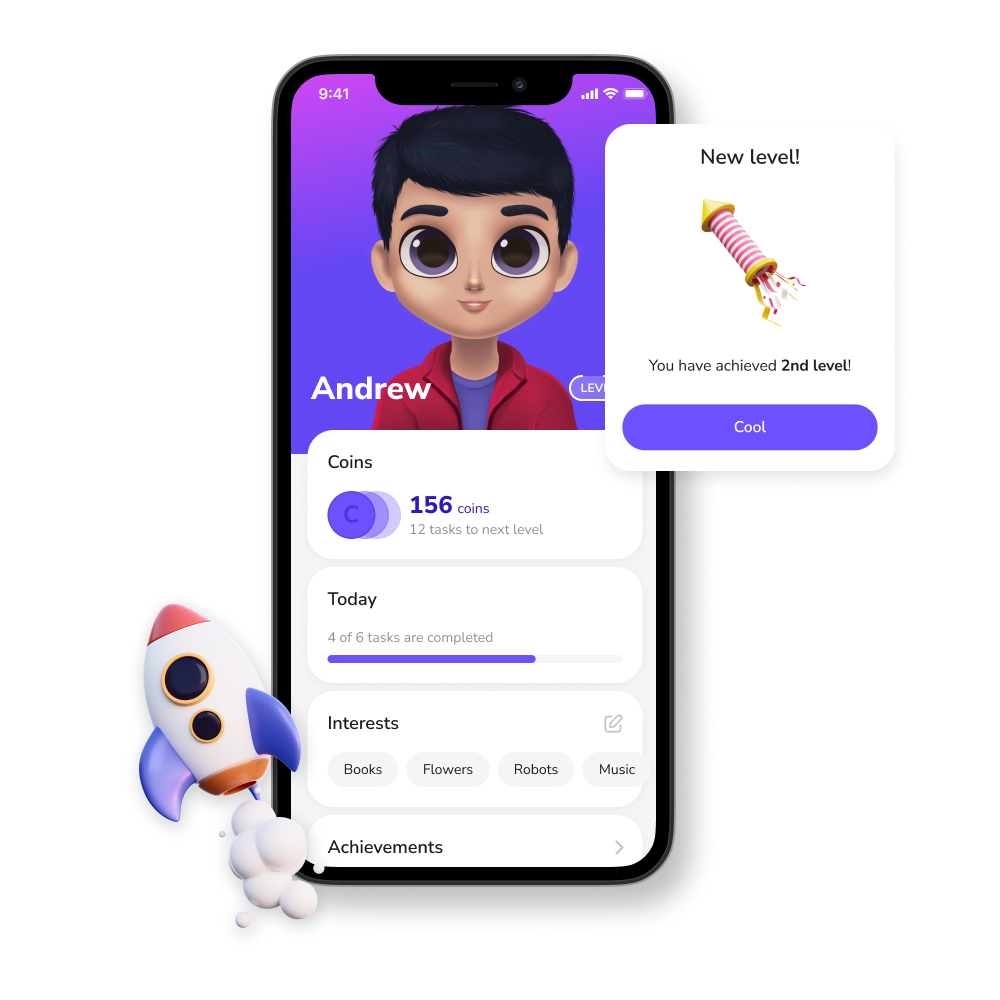 9:41
New level!
You have achieved 2nd level!
Cool
Andrew
Coins
C
156 coins
12 tasks to next level
Today
4 of 6 tasks are completed
Interests
Books
Flowers
Robots
Music
Achievements